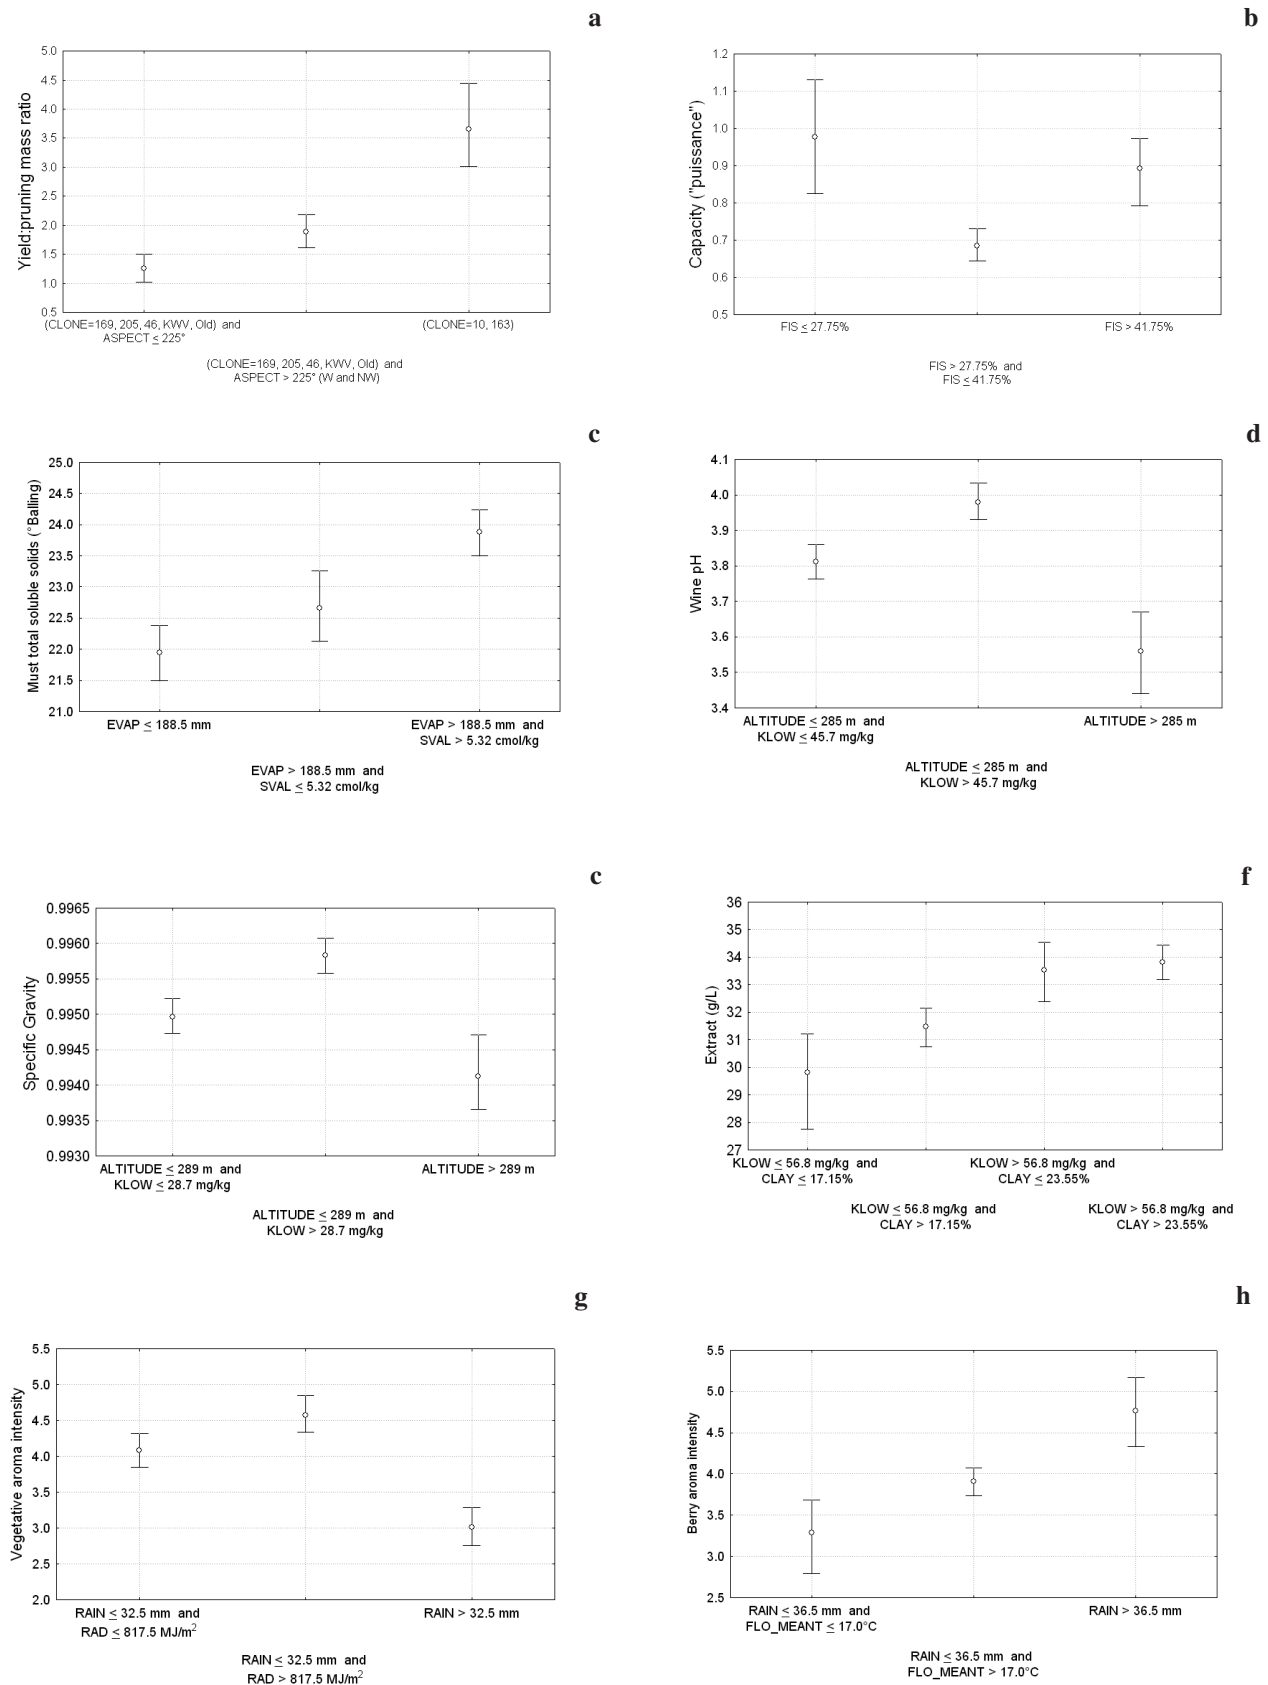 a
5.0
4.5
4.0
3.5
3.0
2.5
2.0
1.5
1.0
0.5
Yield:pruning mass ratio
(CLONE=169, 205, 46, KWV, Old) and
ASPECT ≤ 225°
(CLONE=10, 163)
(CLONE=169, 205, 46, KWV, Old) and
ASPECT > 225° (W and NW)
b
1.2
1.1
1.0
0.9
0.8
0.7
0.6
0.5
Capacity ("puissance")
FIS ≤ 27.75%
FIS > 41.75%
FIS > 27.75% and
FIS ≤ 41.75%
c
25.0
24.5
24.0
23.5
23.0
22.5
22.0
21.5
21.0
Must total soluble solids (°Balling)
EVAP ≤ 188.5 mm
EVAP > 188.5 mm and
SVAL > 5.32 cmol/kg
EVAP > 188.5 mm and
SVAL ≤ 5.32 cmol/kg
d
4.1
4.0
3.9
3.8
3.7
3.6
3.5
3.4
Wine pH
ALTITUDE ≤ 285 m and
KLOW ≤ 45.7 mg/kg
ALTITUDE > 285 m
ALTITUDE ≤ 285 m and
KLOW > 45.7 mg/kg
c
0.9965
0.9960
0.9955
0.9950
0.9945
0.9940
0.9935
0.9930
Specific Gravity
ALTITUDE ≤ 289 m and
KLOW ≤ 28.7 mg/kg
ALTITUDE > 289 m
ALTITUDE ≤ 289 m and
KLOW > 28.7 mg/kg
f
36
35
34
33
32
31
30
29
28
27
Extract (g/L)
KLOW ≤ 56.8 mg/kg and
CLAY ≤ 17.15%
KLOW > 56.8 mg/kg and
CLAY ≤ 23.55%
KLOW ≤ 56.8 mg/kg and
CLAY > 17.15%
KLOW > 56.8 mg/kg and
CLAY > 23.55%
g
5.5
5.0
4.5
4.0
3.5
3.0
2.5
2.0
Vegetative aroma intensity
RAIN ≤ 32.5 mm and
RAD ≤ 817.5 MJ/m²
RAIN > 32.5 mm
RAIN ≤ 32.5 mm and
RAD > 817.5 MJ/m²
h
5.5
5.0
4.5
4.0
3.5
3.0
2.5
Berry aroma intensity
RAIN ≤ 36.5 mm and
FLO_MEANT ≤ 17.0°C
RAIN > 36.5 mm
RAIN ≤ 36.5 mm and
FLO_MEANT > 17.0°C